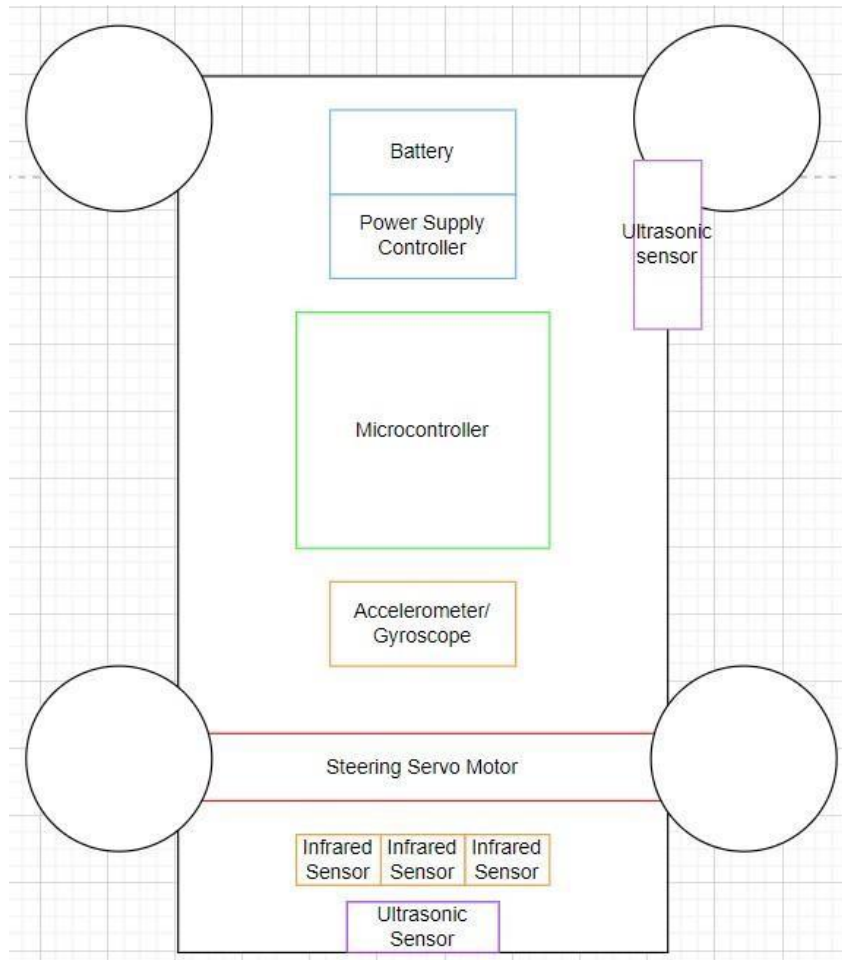 Battery
Power Supply
Controller
Ultrasonic
sensor
Microcontroller
Accelerometer/
Gyroscope
Steering Servo Motor
Infrared
Sensor
Infrared
Sensor
Infrared
Sensor
Ultrasonic
Sensor